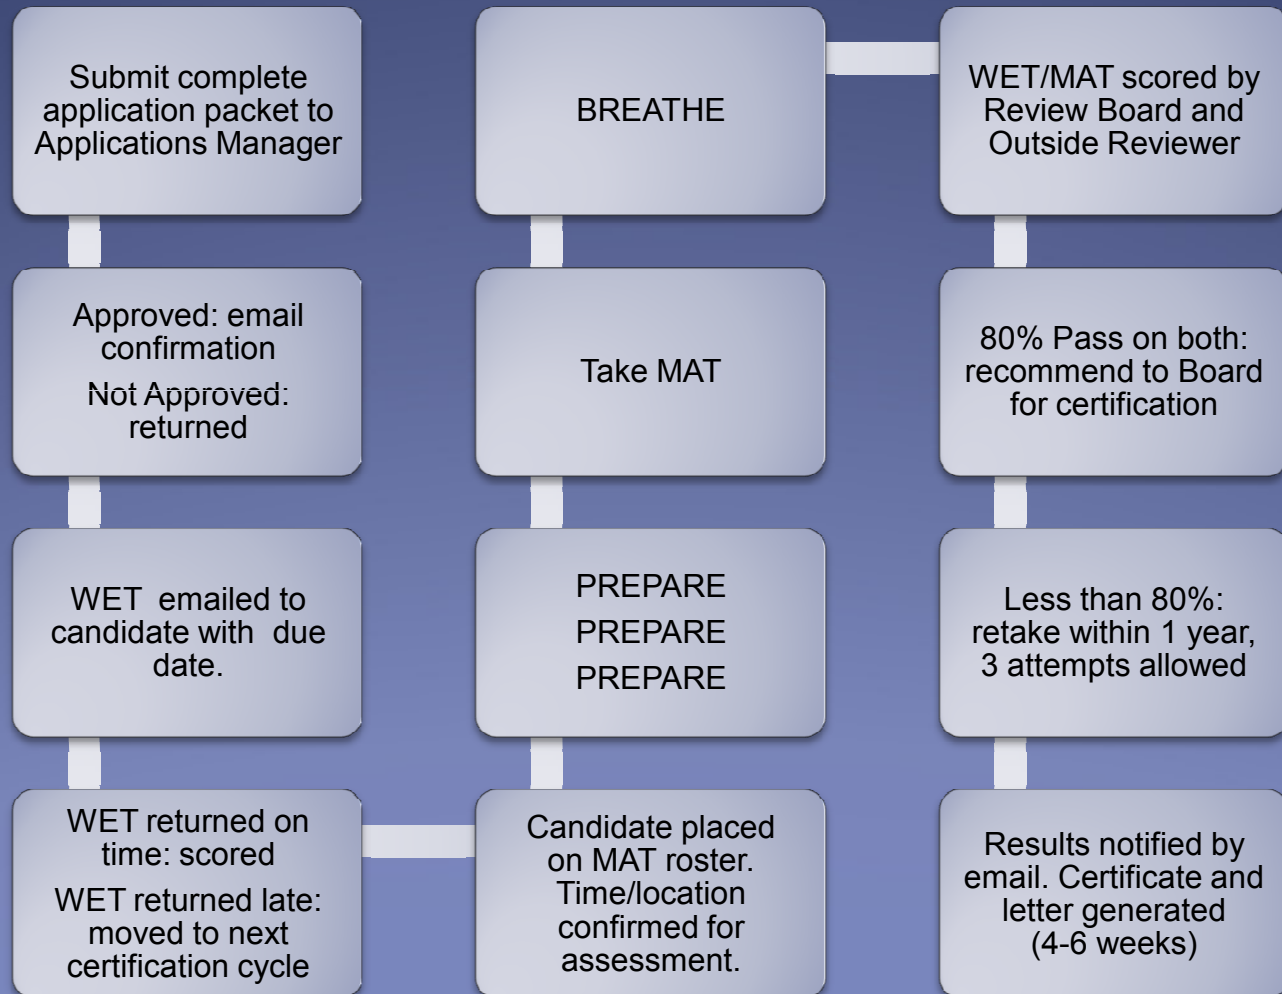 Submit complete
application packet to
Applications Manager
Approved: email
confirmation
Not Approved:
returned
WET emailed to
candidate with due
date.
WET returned on
time: scored
WET returned late:
moved to next
certification cycle
Candidate placed
on MAT roster.
Time/location
confirmed for
assessment.
PREPARE
PREPARE
PREPARE
Take MAT
BREATHE
WET/MAT scored by
Review Board and
Outside Reviewer
80% Pass on both:
recommend to Board
for certification
Less than 80%:
retake within 1 year,
3 attempts allowed
Results notified by
email. Certificate and
letter generated
(4-6 weeks)